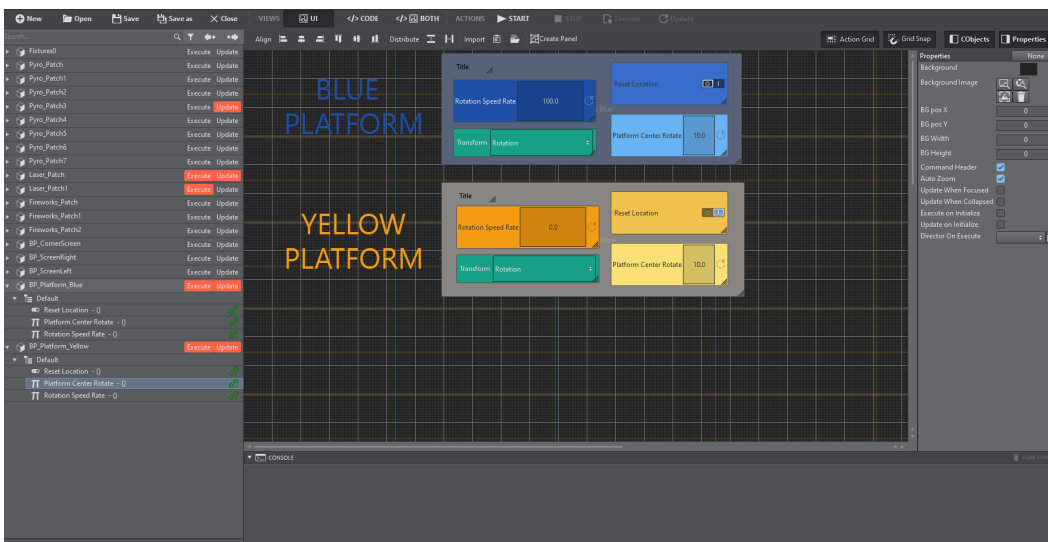 New Open Save Save as Close VIEWS UI </> CODE </> BOTH ACTIONS START STOP Execute Update
Search... Align Distribute Import Create Panel Action Grid Grid Snap CObjects Properties
Fixtures0 Execute Update
Pyro_Patch Execute Update
Pyro_Patch1 Execute Update
Pyro_Patch2 Execute Update
Pyro_Patch3 Execute Update
Pyro_Patch4 Execute Update
Pyro_Patch5 Execute Update
Pyro_Patch6 Execute Update
Pyro_Patch7 Execute Update
Laser_Patch Execute Update
Laser_Patch1 Execute Update
Fireworks_Patch Execute Update
Fireworks_Patch1 Execute Update
Fireworks_Patch2 Execute Update
BP_CornerScreen Execute Update
BP_ScreenRight Execute Update
BP_ScreenLeft Execute Update
BP_Platform_Blue Execute Update
Default
Reset Location - ()
Platform Center Rotate - ()
Rotation Speed Rate - ()
BP_Platform_Yellow Execute Update
Default
Reset Location - ()
Platform Center Rotate - ()
Rotation Speed Rate - ()
BLUE
PLATFORM
Title
Rotation Speed Rate 100.0
Reset Location
Blue
Transform Rotation
Platform Center Rotate 10.0
YELLOW
PLATFORM
Title
Rotation Speed Rate 0.0
Reset Location
Transform Rotation
Platform Center Rotate 10.0
CONSOLE
Properties None
Background
Background Image
BG pos X 0
BG pos Y 0
BG Width 0
BG Height 0
Command Header
Auto Zoom
Update When Focused
Update When Collapsed
Execute on Initialize
Update on Initialize
Director On Execute